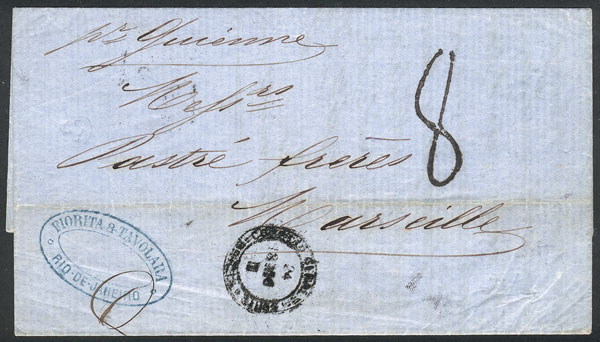 pr Guienne
8
Messrs
Pastré frères
Marseille
FIORITA & TAVOLARA
RIO-DE-JANEIRO